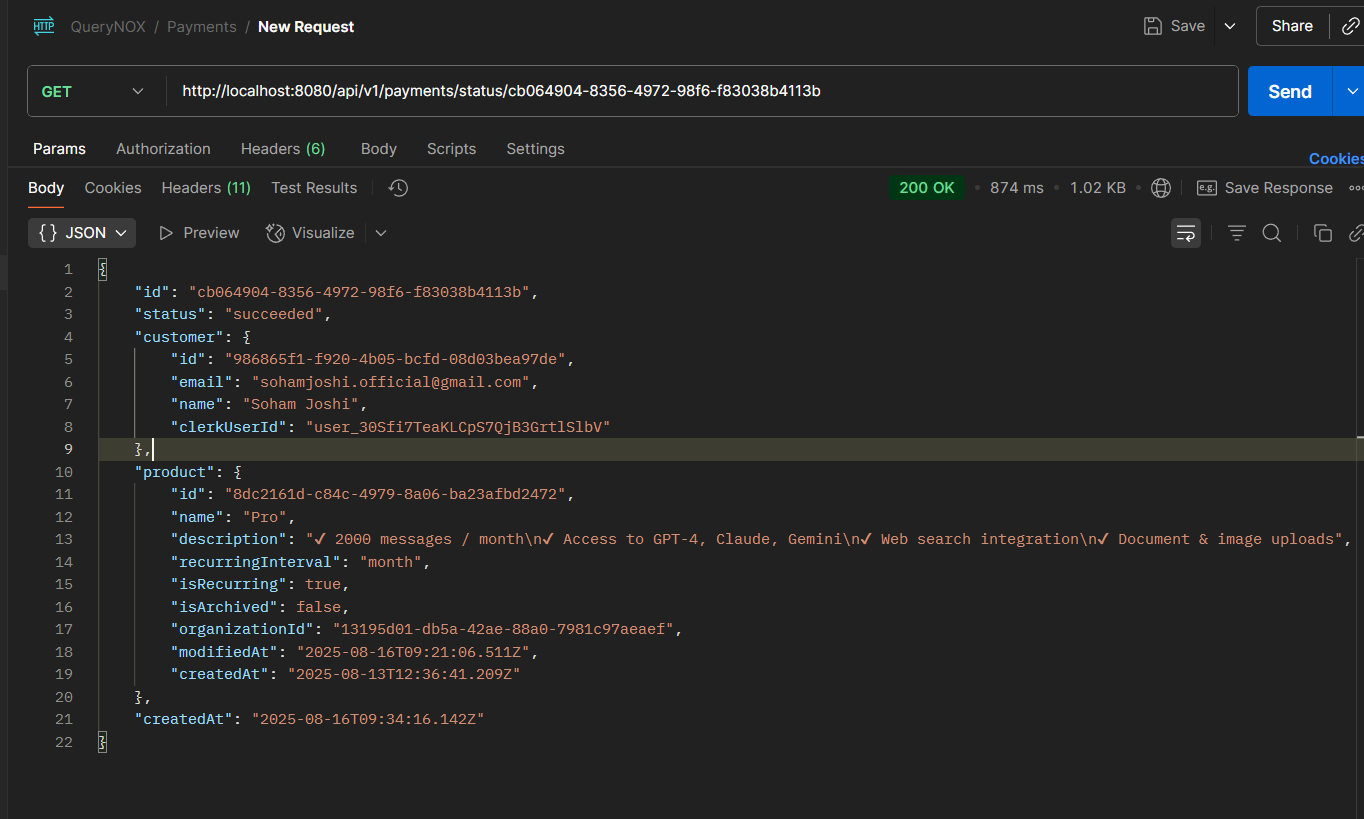 HTTP QueryNOX / Payments / New Request Save Share
GET http://localhost:8080/api/v1/payments/status/cb064904-8356-4972-98f6-f83038b4113b Send
Params Authorization Headers (6) Body Scripts Settings
Cookies
Body Cookies Headers (11) Test Results 200 OK • 874 ms • 1.02 KB • e.g. Save Response
{} JSON Preview Visualize
1 {
2 "id": "cb064904-8356-4972-98f6-f83038b4113b",
3 "status": "succeeded",
4 "customer": {
5 "id": "986865f1-f920-4b05-bcfd-08d03bea97de",
6 "email": "sohamjoshi.official@gmail.com",
7 "name": "Soham Joshi",
8 "clerkUserId": "user_30Sfi7TeaKLCpS7QjB3GrtlSlbV"
9 },
10 "product": {
11 "id": "8dc2161d-c84c-4979-8a06-ba23afbd2472",
12 "name": "Pro",
13 "description": "✓ 2000 messages / month\n✓ Access to GPT-4, Claude, Gemini\n✓ Web search integration\n✓ Document & image uploads",
14 "recurringInterval": "month",
15 "isRecurring": true,
16 "isArchived": false,
17 "organizationId": "13195d01-db5a-42ae-88a0-7981c97aeaef",
18 "modifiedAt": "2025-08-16T09:21:06.511Z",
19 "createdAt": "2025-08-13T12:36:41.209Z"
20 },
21 "createdAt": "2025-08-16T09:34:16.142Z"
22 }